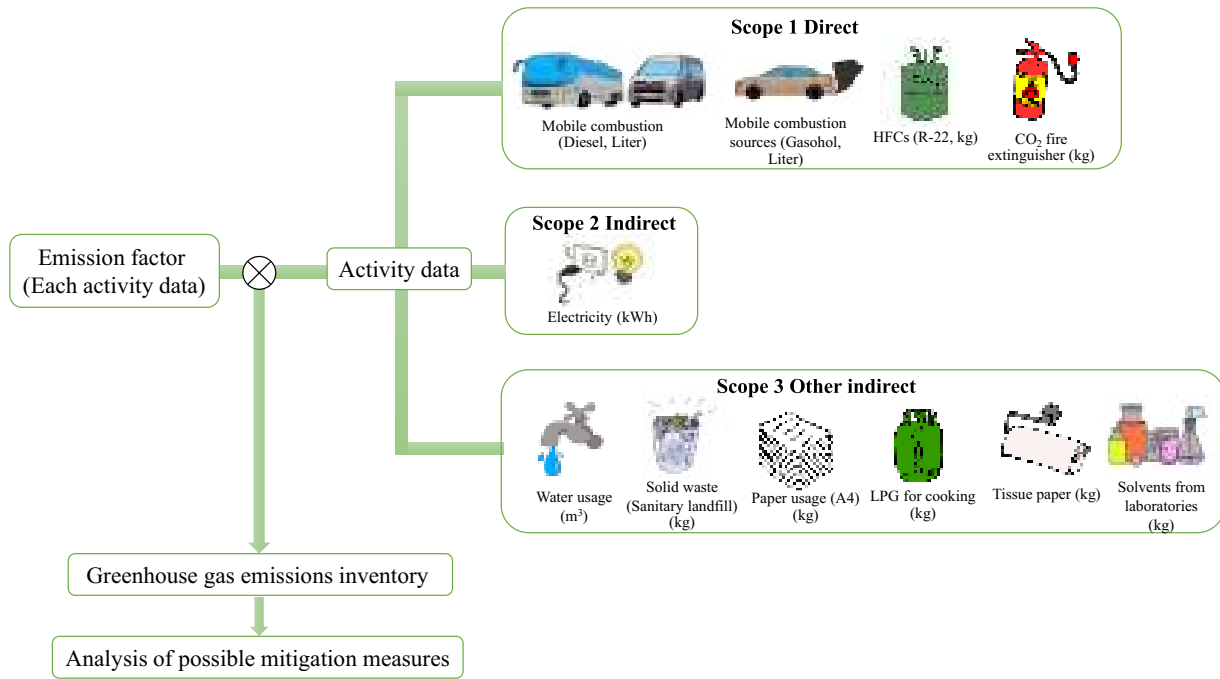 Scope 1 Direct
Mobile combustion
(Diesel, Liter)
Mobile combustion
sources (Gasohol,
Liter)
HFCs (R-22, kg)
CO₂ fire
extinguisher (kg)
Scope 2 Indirect
Electricity (kWh)
Emission factor
(Each activity data)
Activity data
Scope 3 Other indirect
Water usage
(m³)
Solid waste
(Sanitary landfill)
(kg)
Paper usage (A4)
(kg)
LPG for cooking
(kg)
Tissue paper (kg)
Solvents from
laboratories
(kg)
Greenhouse gas emissions inventory
Analysis of possible mitigation measures